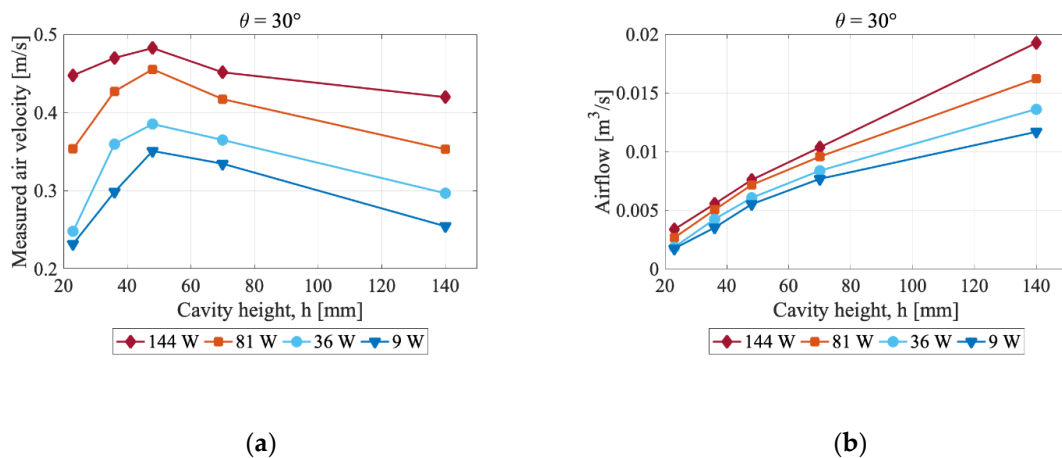 θ = 30°
Measured air velocity [m/s]
0.5
0.4
0.3
0.2
20 40 60 80 100 120 140
Cavity height, h [mm]
144 W 81 W 36 W 9 W
(a)
θ = 30°
Airflow [m³/s]
0.02
0.015
0.01
0.005
0
20 40 60 80 100 120 140
Cavity height, h [mm]
144 W 81 W 36 W 9 W
(b)